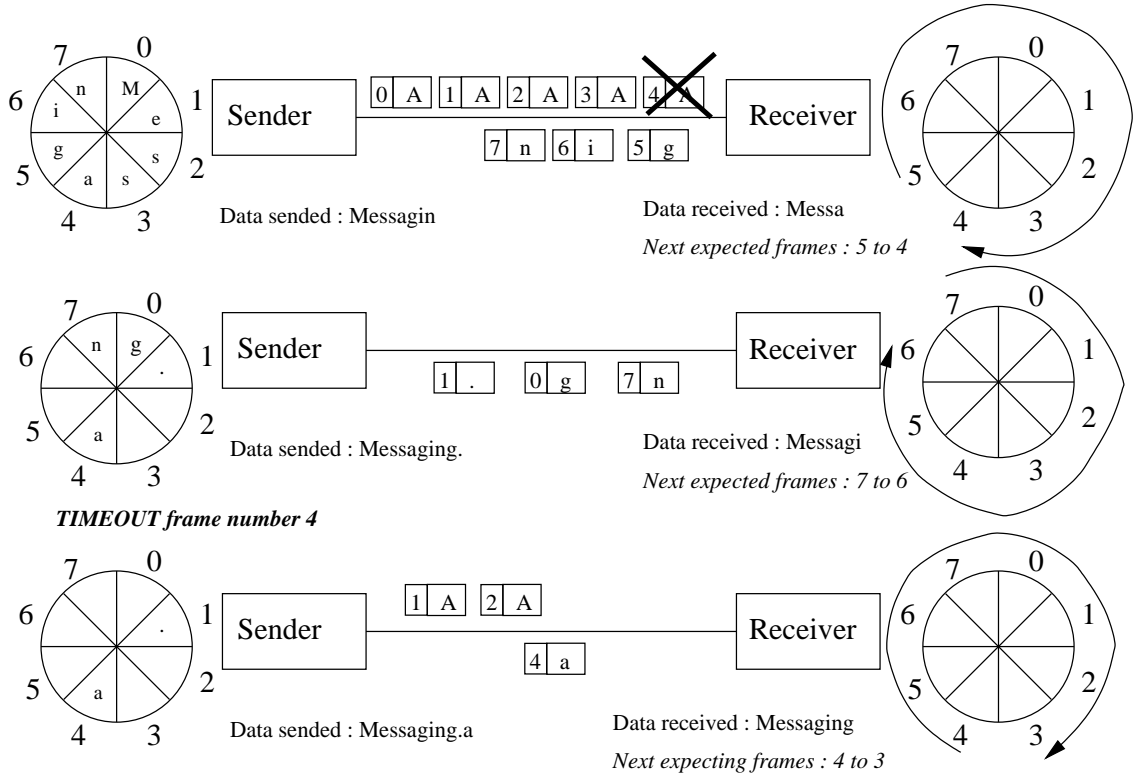 7 0
n M
6 i e 1
g s
5 a s 2
4 3
Sender
0 A 1 A 2 A 3 A 4 A
7 n 6 i 5 g
Receiver
7 0
6 1
5 2
4 3
Data sended : Messagin
Data received : Messa
Next expected frames : 5 to 4
7 0
n g
6 . 1
5 a 2
4 3
Sender
1 . 0 g 7 n
Receiver
7 0
6 1
5 2
4 3
Data sended : Messaging.
Data received : Messagi
Next expected frames : 7 to 6
TIMEOUT frame number 4
7 0
6 . 1
5 a 2
4 3
Sender
1 A 2 A
4 a
Receiver
7 0
6 1
5 2
4 3
Data sended : Messaging.a
Data received : Messaging
Next expecting frames : 4 to 3